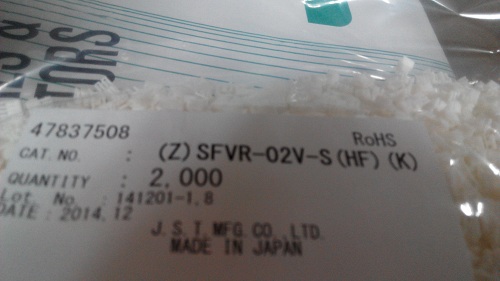 &
TORS
47837508
RoHS
CAT. NO. : (Z) SFVR-02V-S (HF) (K)
QUANTITY : 2,000
Lot. No. : 141201-1,8
DATE : 2014.12
J.S.T.MFG.CO.,LTD.
MADE IN JAPAN